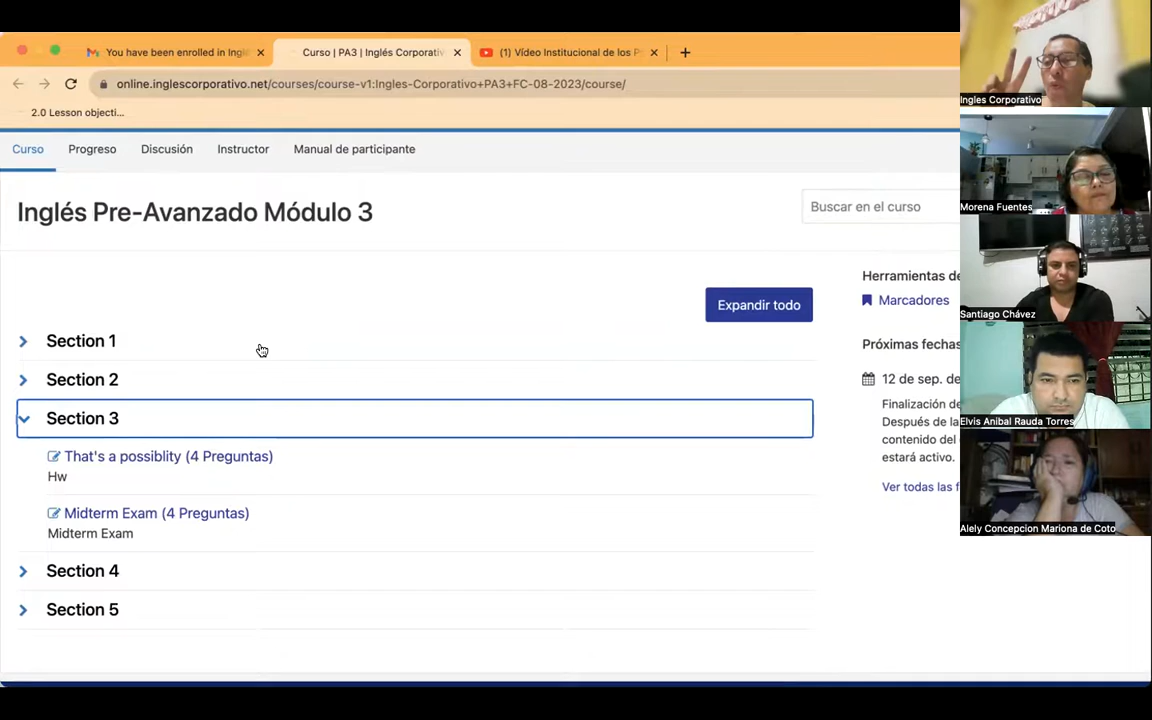 You have been enrolled in Inglé
Curso | PA3 | Inglés Corporativ
(1) Vídeo Institucional de los P
online.inglescorporativo.net/courses/course-v1:Ingles-Corporativo+PA3+FC-08-2023/course/
2.0 Lesson objecti...
Curso
Progreso
Discusión
Instructor
Manual de participante
Inglés Pre-Avanzado Módulo 3
Buscar en el curso
Expandir todo
Section 1
Section 2
Section 3
That's a possiblity (4 Preguntas)
Hw
Midterm Exam (4 Preguntas)
Midterm Exam
Section 4
Section 5
Herramientas de
Marcadores
Próximas fechas
12 de sep. de
Finalización de
Después de la
contenido del
estará activo.
Ver todas las f
Ingles Corporativo
Morena Fuentes
Santiago Chávez
Elvis Anibal Rauda Torres
Alely Concepcion Mariona de Coto